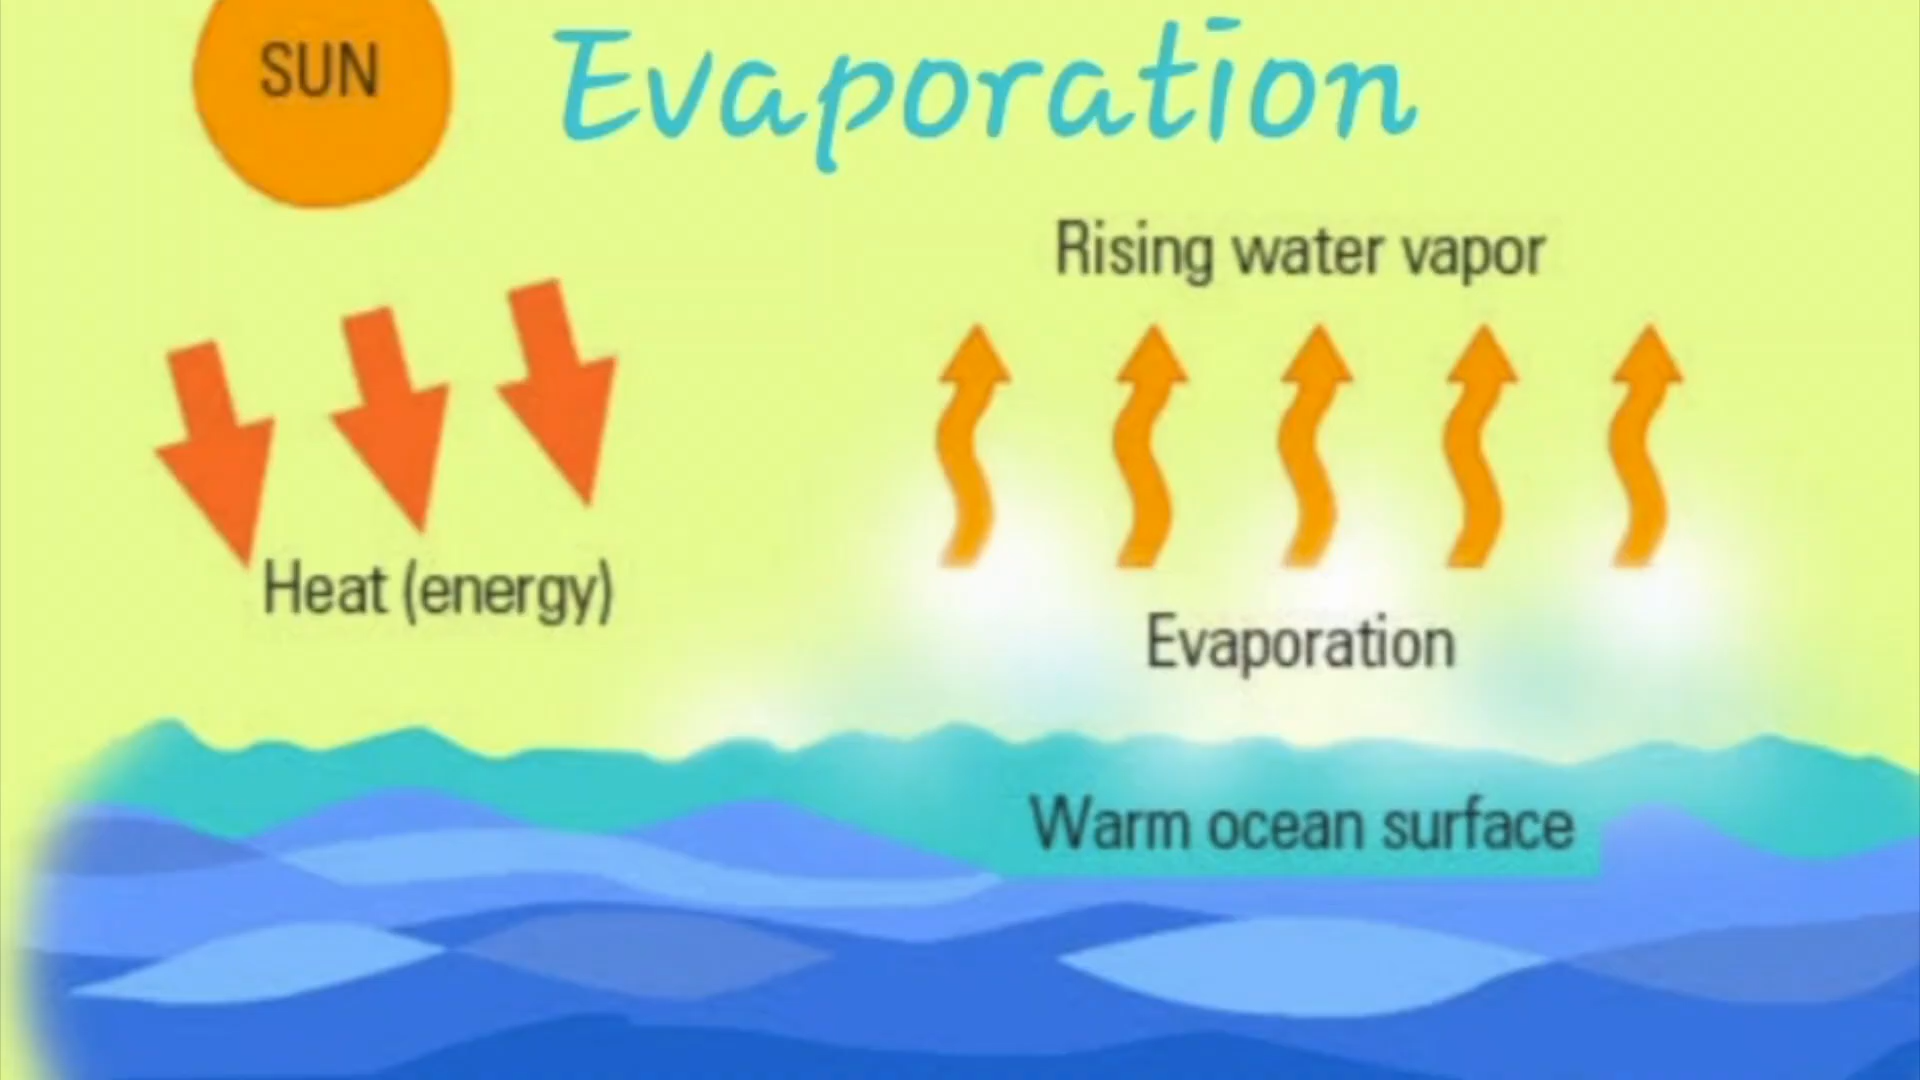 SUN
Evaporation
Rising water vapor
Heat (energy)
Evaporation
Warm ocean surface